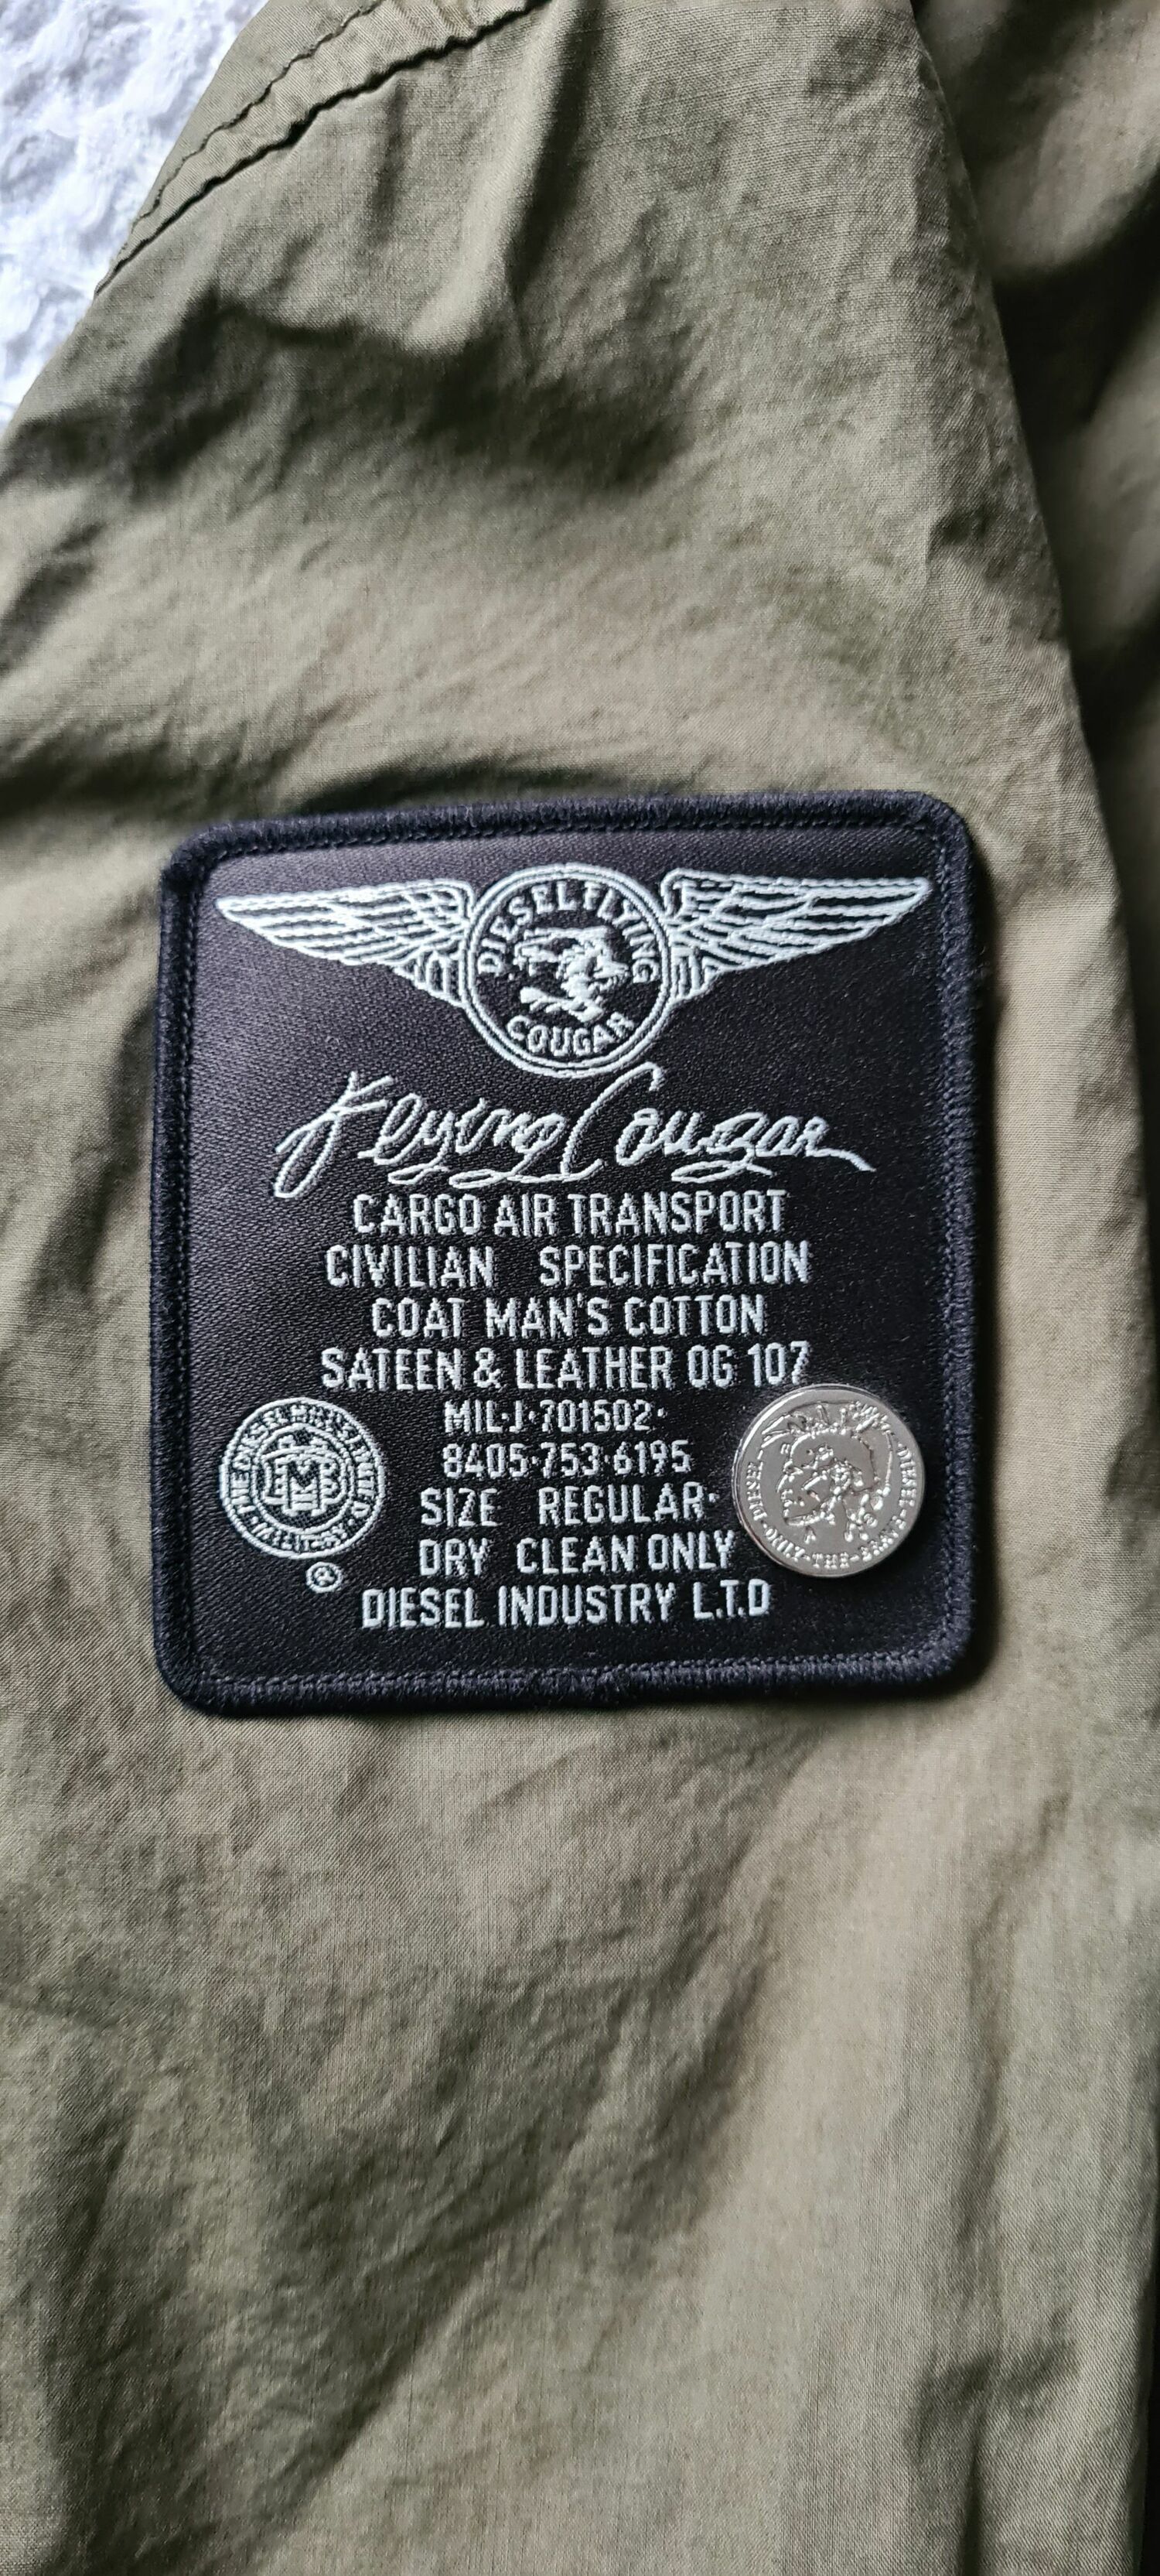 DIESEL FLYING
COUGAR
Flying Cougar
CARGO AIR TRANSPORT
CIVILIAN SPECIFICATION
COAT MAN'S COTTON
SATEEN & LEATHER OG 107
MIL·J·701502·
8405·753·6195
SIZE REGULAR·
DRY CLEAN ONLY
DIESEL INDUSTRY L.T.D
®